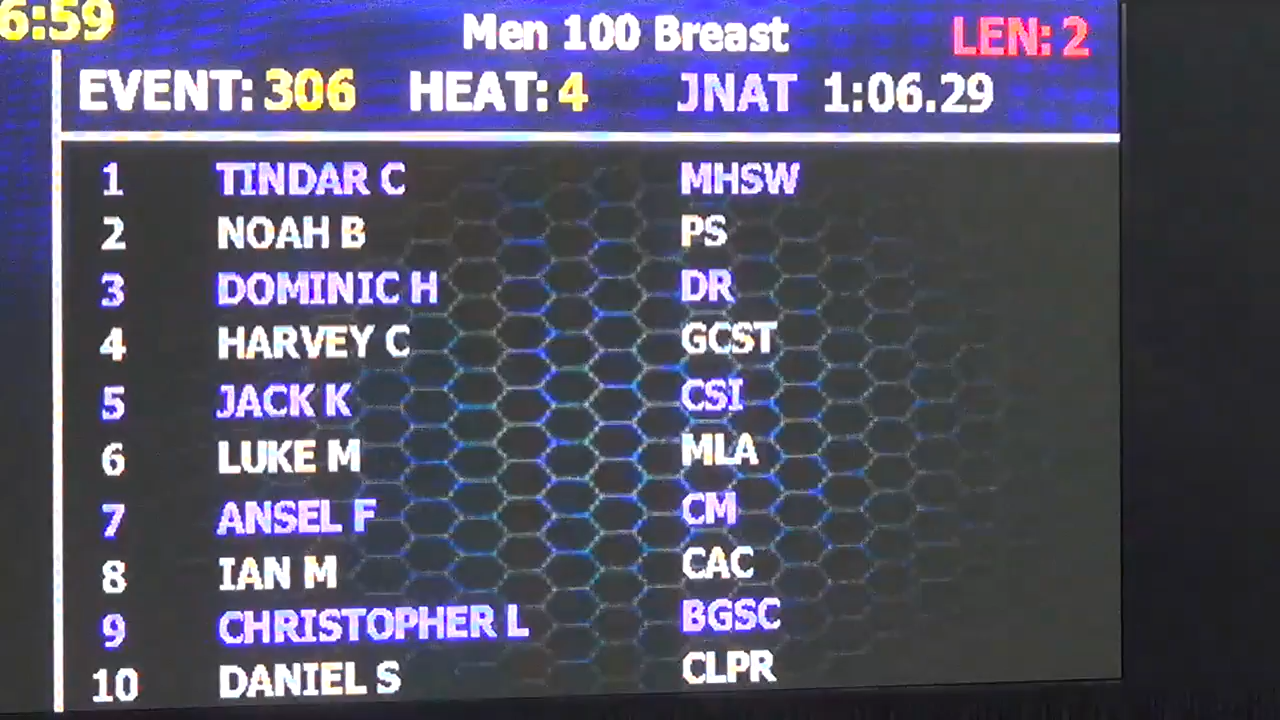 6:59
Men 100 Breast LEN: 2
EVENT: 306 HEAT: 4 JNAT 1:06.29
1 TINDAR C MHSW
2 NOAH B PS
3 DOMINIC H DR
4 HARVEY C GCST
5 JACK K CSI
6 LUKE M MLA
7 ANSEL F CM
8 IAN M CAC
9 CHRISTOPHER L BGSC
10 DANIEL S CLPR